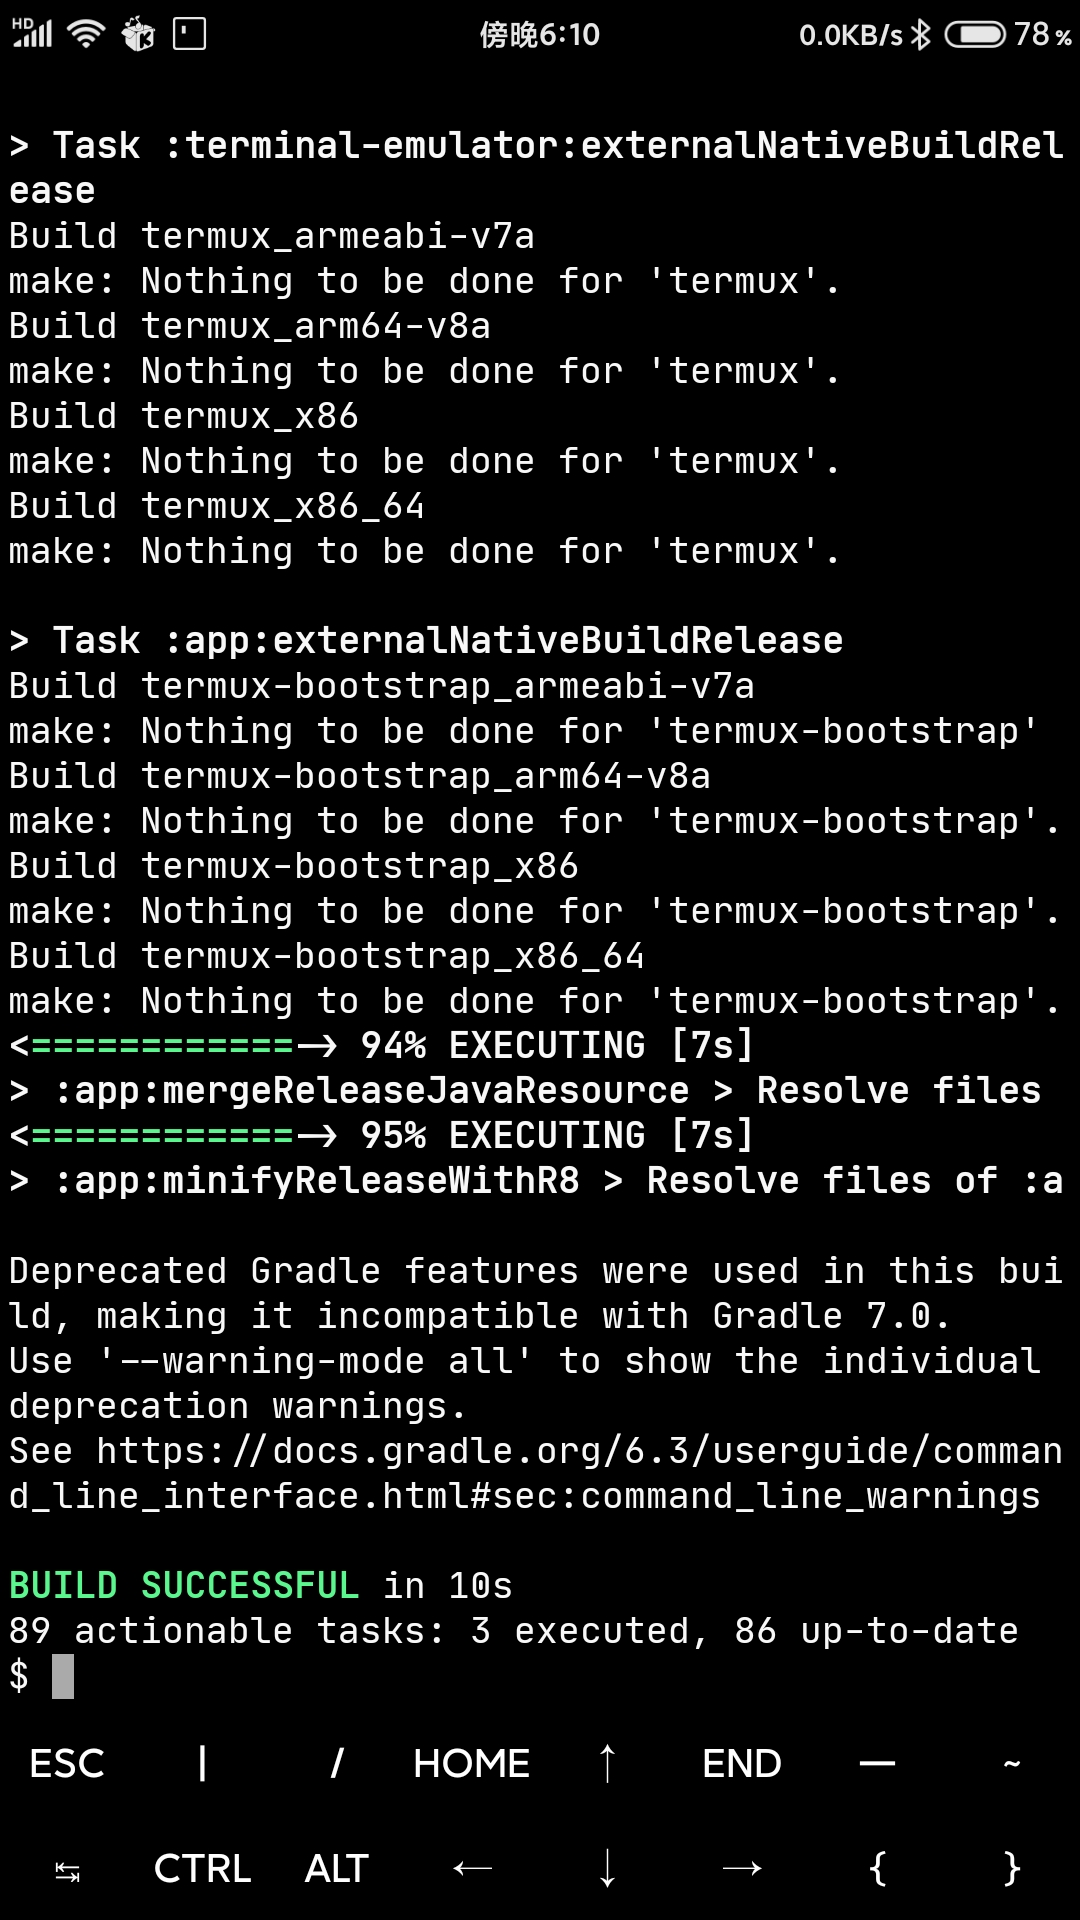 HD 傍晚6:10 0.0KB/s 78%
> Task :terminal-emulator:externalNativeBuildRel
ease
Build termux_armeabi-v7a
make: Nothing to be done for 'termux'.
Build termux_arm64-v8a
make: Nothing to be done for 'termux'.
Build termux_x86
make: Nothing to be done for 'termux'.
Build termux_x86_64
make: Nothing to be done for 'termux'.
> Task :app:externalNativeBuildRelease
Build termux-bootstrap_armeabi-v7a
make: Nothing to be done for 'termux-bootstrap'
Build termux-bootstrap_arm64-v8a
make: Nothing to be done for 'termux-bootstrap'.
Build termux-bootstrap_x86
make: Nothing to be done for 'termux-bootstrap'.
Build termux-bootstrap_x86_64
make: Nothing to be done for 'termux-bootstrap'.
<============-> 94% EXECUTING [7s]
> :app:mergeReleaseJavaResource > Resolve files
<============-> 95% EXECUTING [7s]
> :app:minifyReleaseWithR8 > Resolve files of :a
Deprecated Gradle features were used in this bui
ld, making it incompatible with Gradle 7.0.
Use '--warning-mode all' to show the individual
deprecation warnings.
See https://docs.gradle.org/6.3/userguide/comman
d_line_interface.html#sec:command_line_warnings
BUILD SUCCESSFUL in 10s
89 actionable tasks: 3 executed, 86 up-to-date
$
ESC | / HOME ↑ END — ~
↹ CTRL ALT ← ↓ → { }